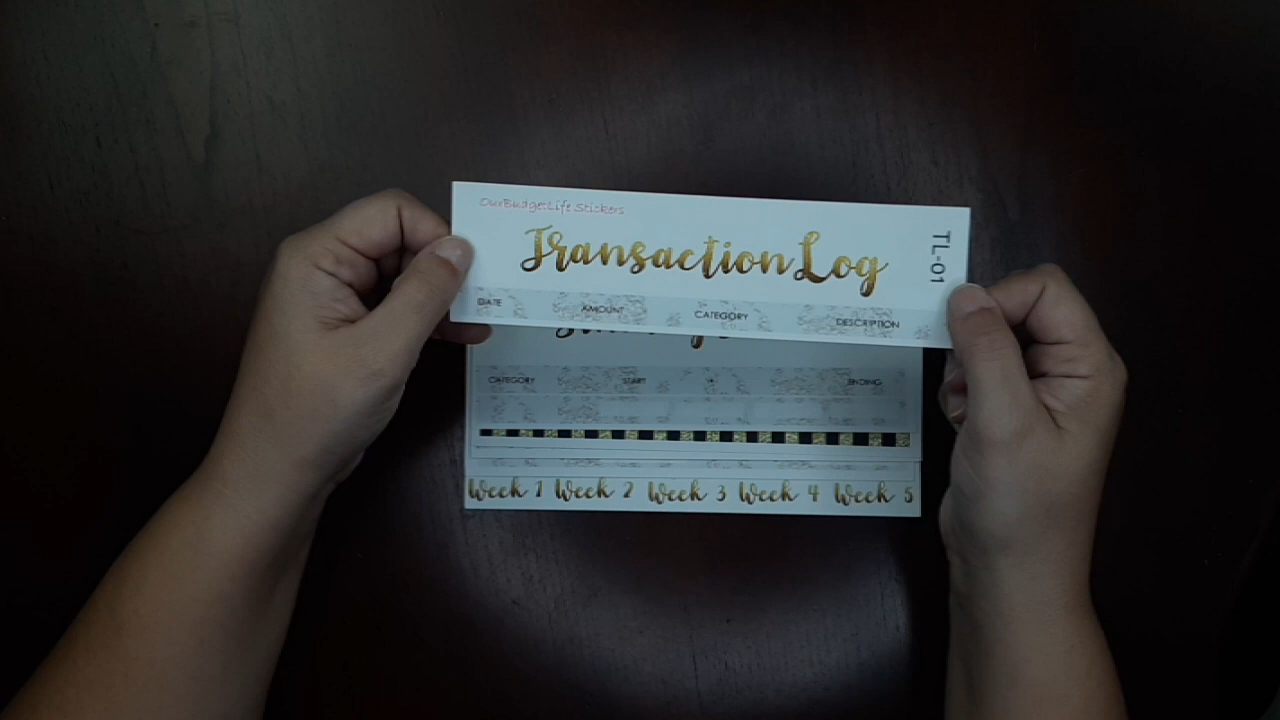 OurBudgetLife Stickers
Transaction Log
TL-01
DATE AMOUNT CATEGORY DESCRIPTION
CATEGORY START ENDING
Week 1 Week 2 Week 3 Week 4 Week 5